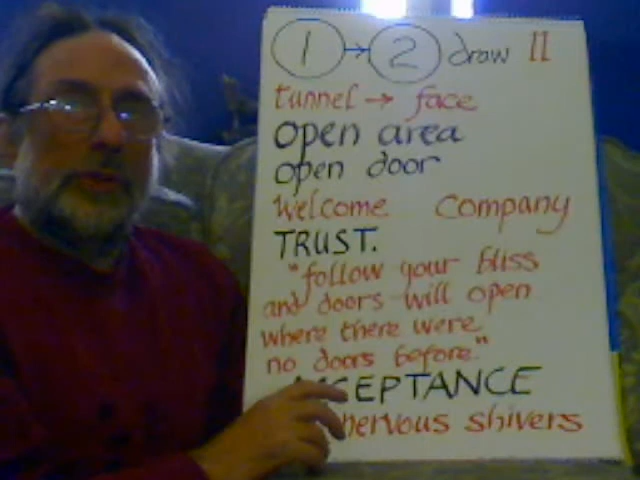 1 → 2 draw II
tunnel → face
open area
open door
welcome company
TRUST.
"follow your bliss
and doors will open
where there were
no doors before."
ACCEPTANCE
nervous shivers